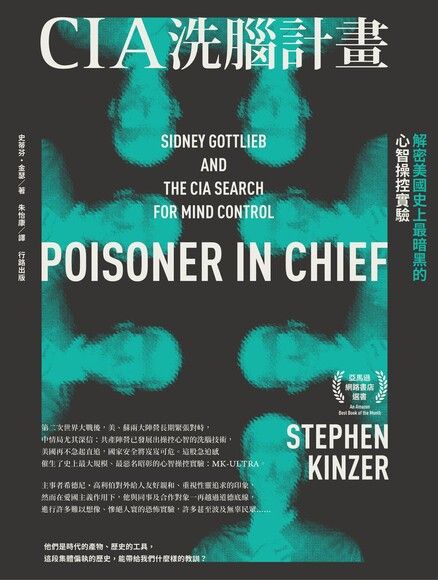 CIA洗腦計畫
解密美國史上最暗黑的
心智操控實驗
SIDNEY GOTTLIEB
AND
THE CIA SEARCH
FOR MIND CONTROL
史蒂芬・金瑟/著 朱怡康/譯 行路出版
POISONER IN CHIEF
亞馬遜
網路書店
選書
An Amazon
Best Book of the Month
STEPHEN
KINZER
第二次世界大戰後,美、蘇兩大陣營長期緊張對峙,
中情局尤其深信:共產陣營已發展出操控心智的洗腦技術,
美國再不急起直追,國家安全將岌岌可危。這股急迫感
催生了史上最大規模、最惡名昭彰的心智操控實驗:MK-ULTRA。
主事者希德尼・高利伯對外給人友好親和、重視性靈追求的印象,
然而在愛國主義作用下,他與同事及合作對象一再越過道德底線,
進行許多難以想像、慘絕人寰的恐怖實驗,許多甚至波及無辜民眾……
他們是時代的產物、歷史的工具,
這段集體偏執的歷史,能帶給我們什麼樣的教訓?